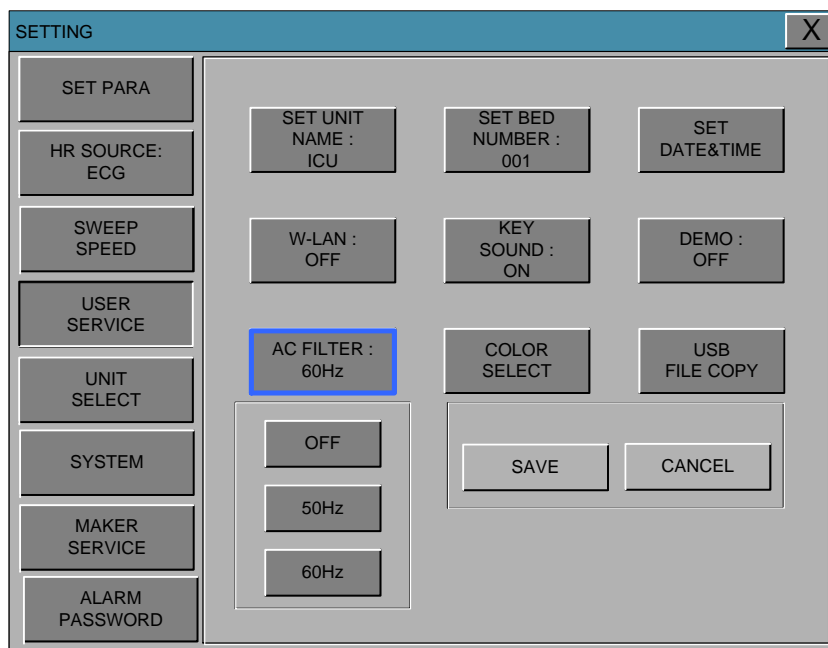 SETTING
X
SET PARA
HR SOURCE:
ECG
SWEEP
SPEED
USER
SERVICE
UNIT
SELECT
SYSTEM
MAKER
SERVICE
ALARM
PASSWORD
SET UNIT
NAME :
ICU
SET BED
NUMBER :
001
SET
DATE&TIME
W-LAN :
OFF
KEY
SOUND :
ON
DEMO :
OFF
AC FILTER :
60Hz
COLOR
SELECT
USB
FILE COPY
OFF
50Hz
60Hz
SAVE
CANCEL